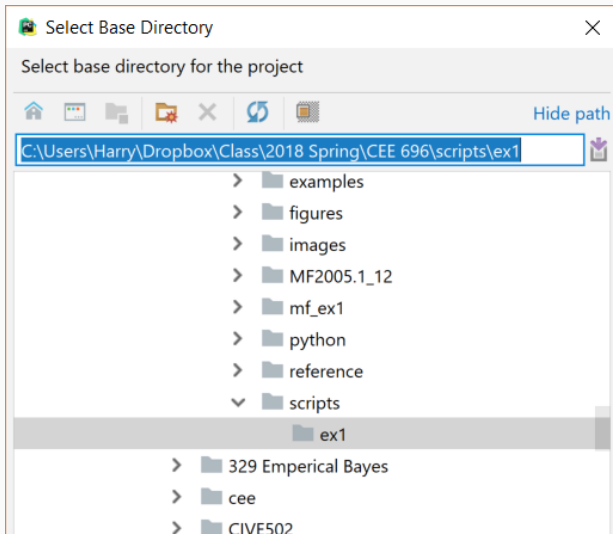 Select Base Directory
Select base directory for the project
Hide path
C:\Users\Harry\Dropbox\Class\2018 Spring\CEE 696\scripts\ex1
examples
figures
images
MF2005.1_12
mf_ex1
python
reference
scripts
ex1
329 Emperical Bayes
cee
CIVE502